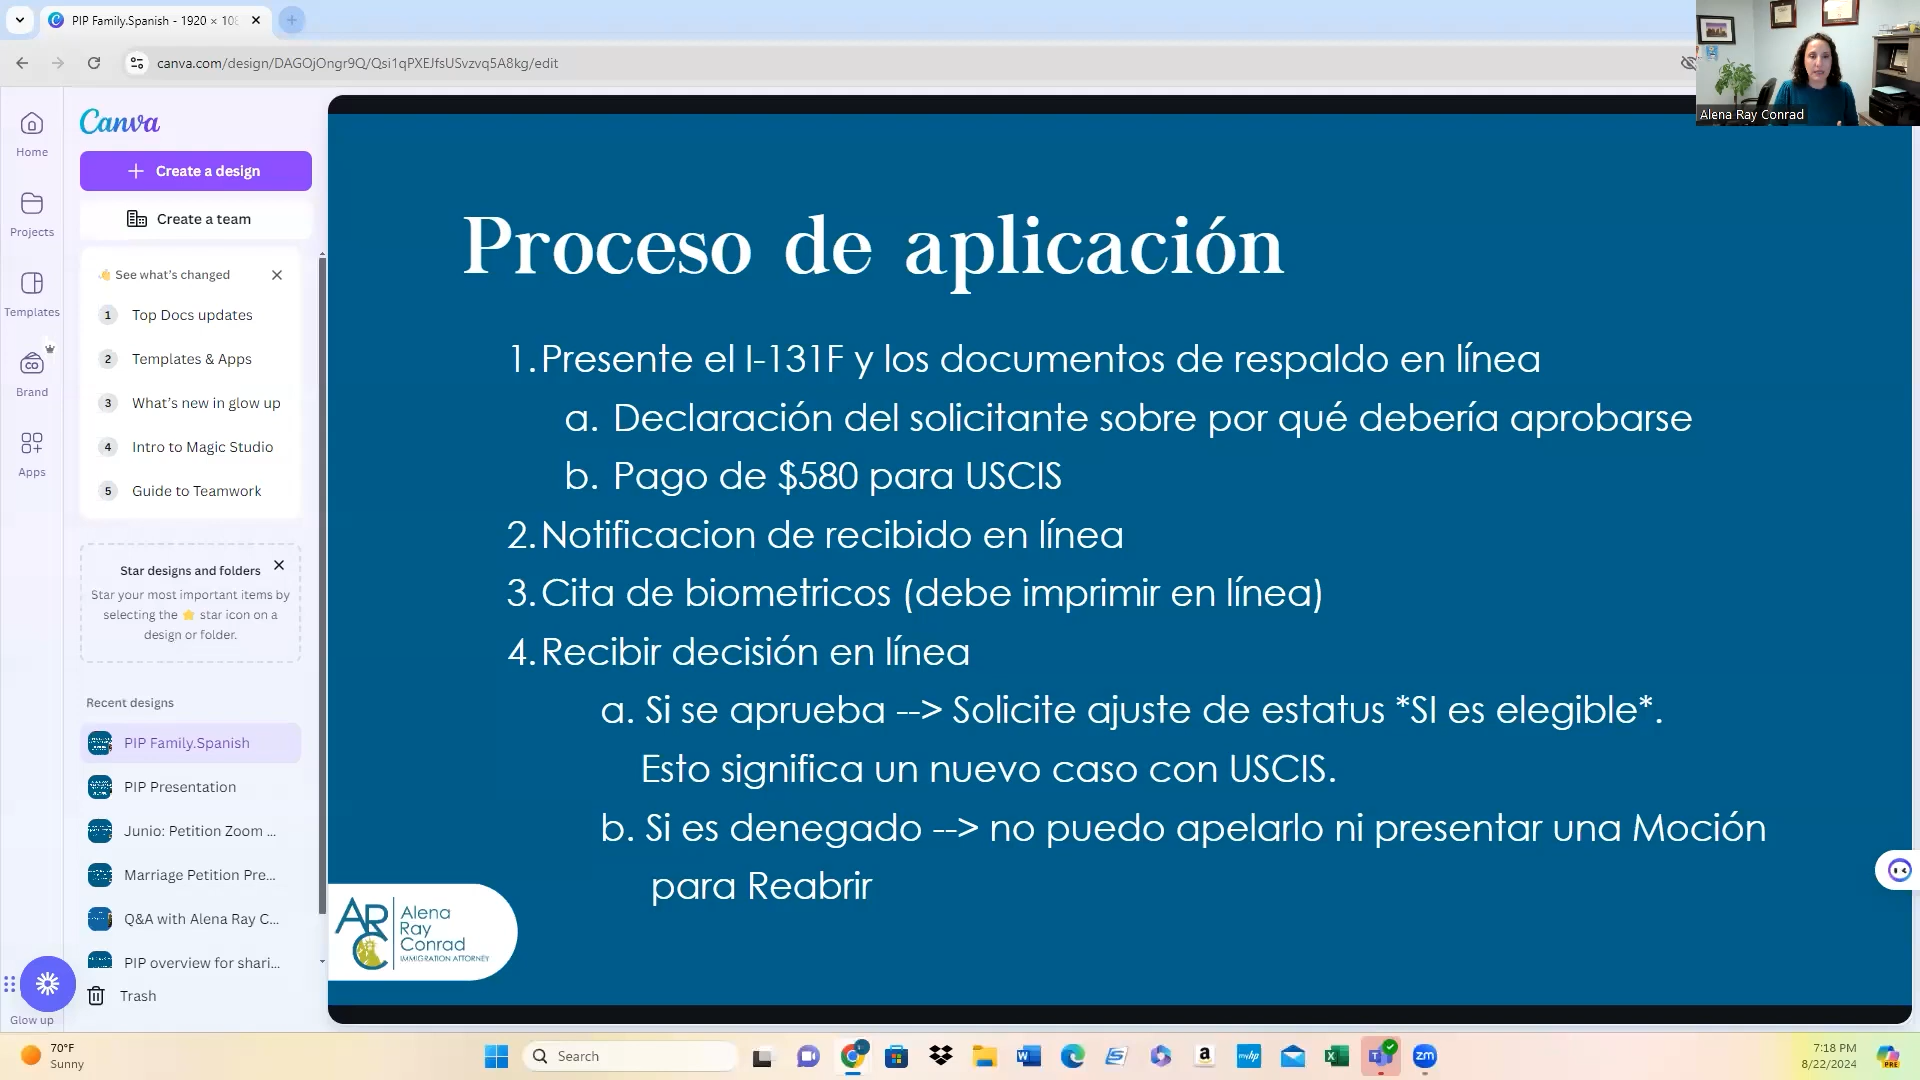 PIP Family.Spanish - 1920 × 10
canva.com/design/DAGOjOngr9Q/Qsi1qPXEJfsUSvzvq5A8kg/edit
Alena Ray Conrad
Home
Projects
Templates
Brand
Apps
Glow up
Canva
Create a design
Create a team
See what's changed
1 Top Docs updates
2 Templates & Apps
3 What's new in glow up
4 Intro to Magic Studio
5 Guide to Teamwork
Star designs and folders
Star your most important items by
selecting the ⭐ star icon on a
design or folder.
Recent designs
PIP Family.Spanish
PIP Presentation
Junio: Petition Zoom ...
Marriage Petition Pre...
Q&A with Alena Ray C...
PIP overview for shari...
Trash
Proceso de aplicación
1. Presente el I-131F y los documentos de respaldo en línea
a. Declaración del solicitante sobre por qué debería aprobarse
b. Pago de $580 para USCIS
2. Notificacion de recibido en línea
3. Cita de biometricos (debe imprimir en línea)
4. Recibir decisión en línea
a. Si se aprueba --> Solicite ajuste de estatus *SI es elegible*.
Esto significa un nuevo caso con USCIS.
b. Si es denegado --> no puedo apelarlo ni presentar una Moción
para Reabrir
ARC
Alena
Ray
Conrad
IMMIGRATION ATTORNEY
70°F
Sunny
Search
7:18 PM
8/22/2024